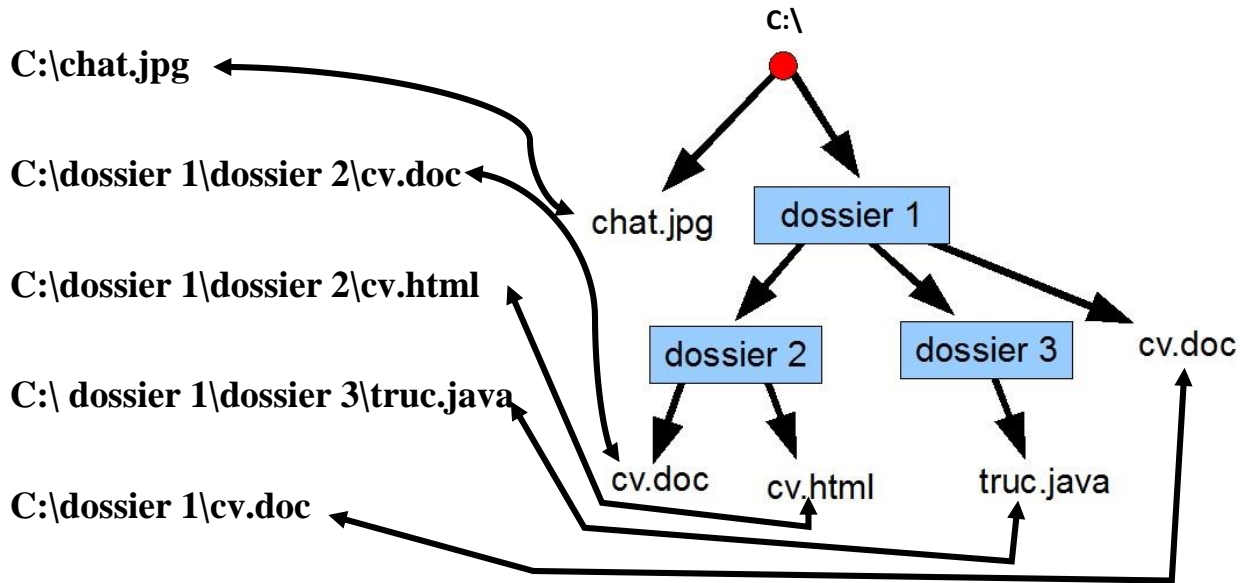 C:\
C:\chat.jpg
C:\dossier 1\dossier 2\cv.doc
chat.jpg
dossier 1
C:\dossier 1\dossier 2\cv.html
dossier 2
dossier 3
cv.doc
C:\ dossier 1\dossier 3\truc.java
cv.doc
cv.html
truc.java
C:\dossier 1\cv.doc